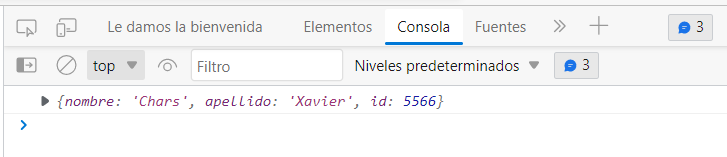 Le damos la bienvenida Elementos Consola Fuentes 3
top Filtro Niveles predeterminados 3
{nombre: 'Chars', apellido: 'Xavier', id: 5566}